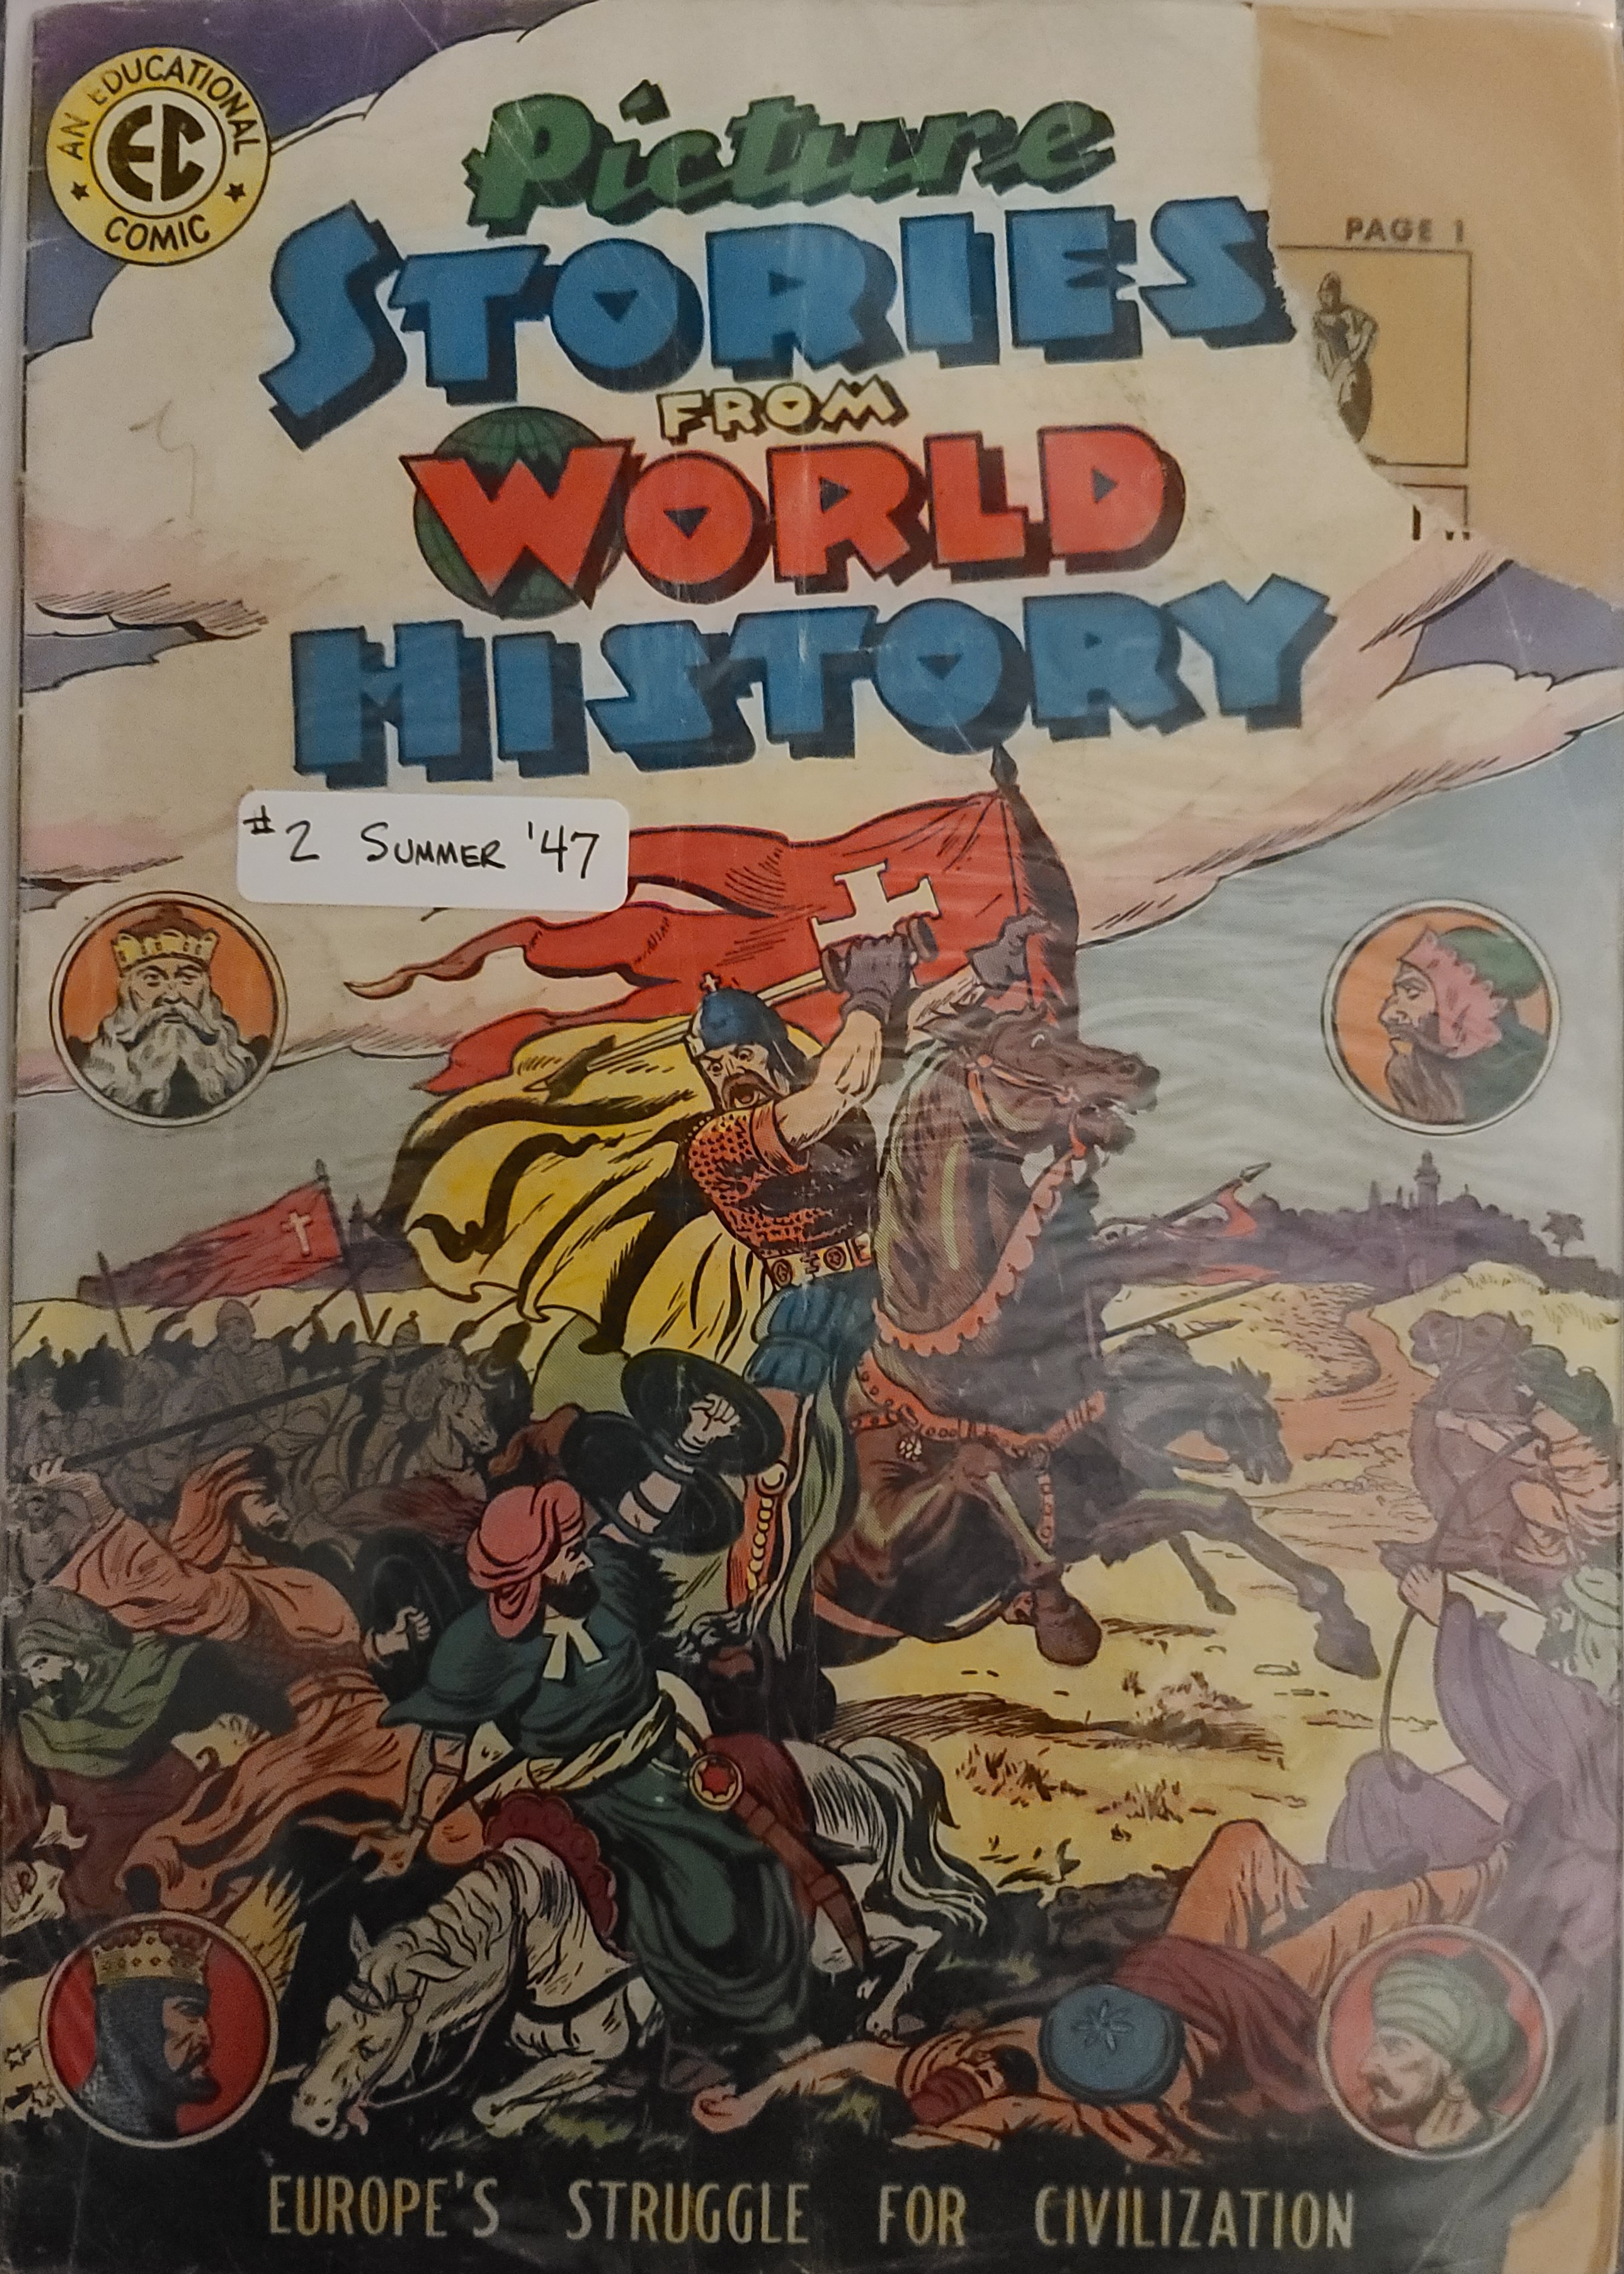 AN EDUCATIONAL
EC
COMIC
Picture
STORIES
PAGE 1
FROM
WORLD
HISTORY
#2 SUMMER '47
EUROPE'S STRUGGLE FOR CIVILIZATION